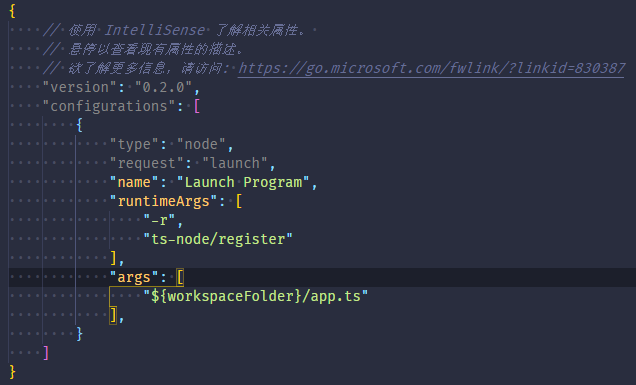 {
// 使用 IntelliSense 了解相关属性。
// 悬停以查看现有属性的描述。
// 欲了解更多信息，请访问: https://go.microsoft.com/fwlink/?linkid=830387
"version": "0.2.0",
"configurations": [
{
"type": "node",
"request": "launch",
"name": "Launch Program",
"runtimeArgs": [
"-r",
"ts-node/register"
],
"args": [
"${workspaceFolder}/app.ts"
],
}
]
}